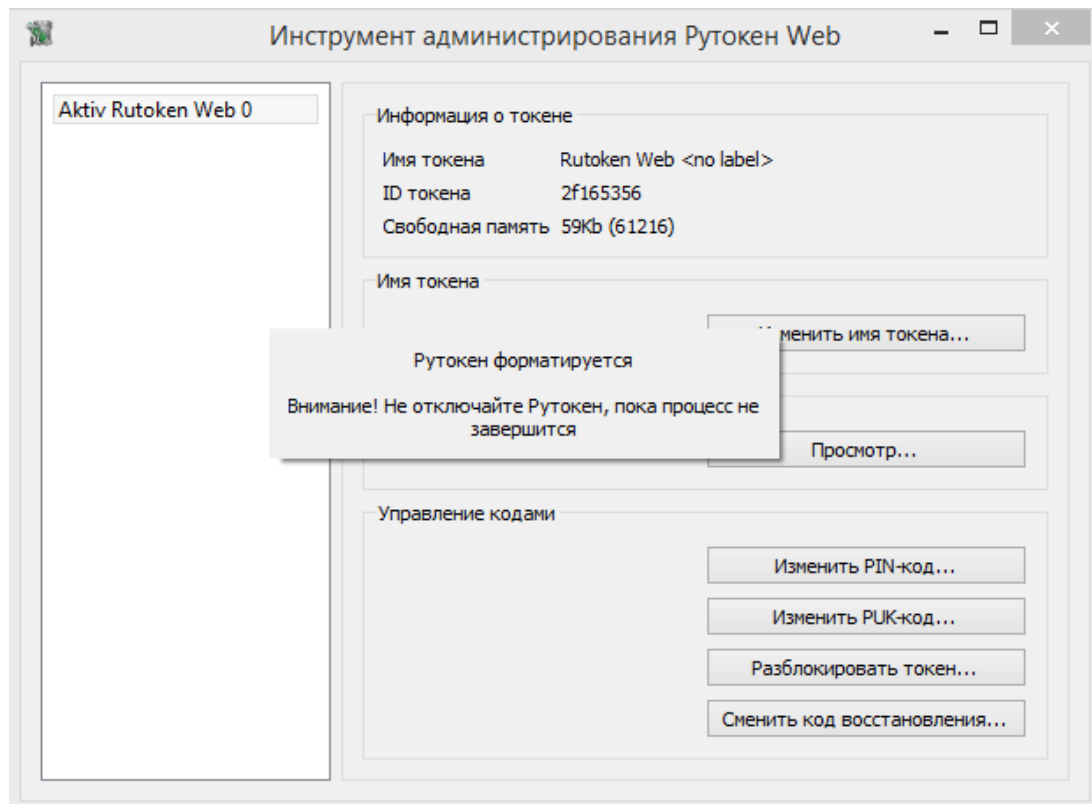 Инструмент администрирования Рутокен Web
Aktiv Rutoken Web 0
Информация о токене
Имя токена Rutoken Web <no label>
ID токена 2f165356
Свободная память 59Kb (61216)
Имя токена
менить имя токена...
Рутокен форматируется
Внимание! Не отключайте Рутокен, пока процесс не
завершится
Просмотр...
Управление кодами
Изменить PIN-код...
Изменить PUK-код...
Разблокировать токен...
Сменить код восстановления...